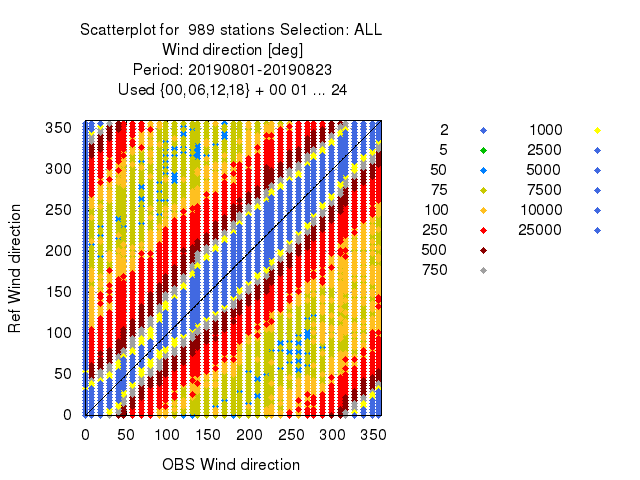 Scatterplot for 989 stations Selection: ALL
Wind direction [deg]
Period: 20190801-20190823
Used {00,06,12,18} + 00 01 ... 24
Ref Wind direction
350
300
250
200
150
100
50
0
0 50 100 150 200 250 300 350
OBS Wind direction
2 1000
5 2500
50 5000
75 7500
100 10000
250 25000
500
750